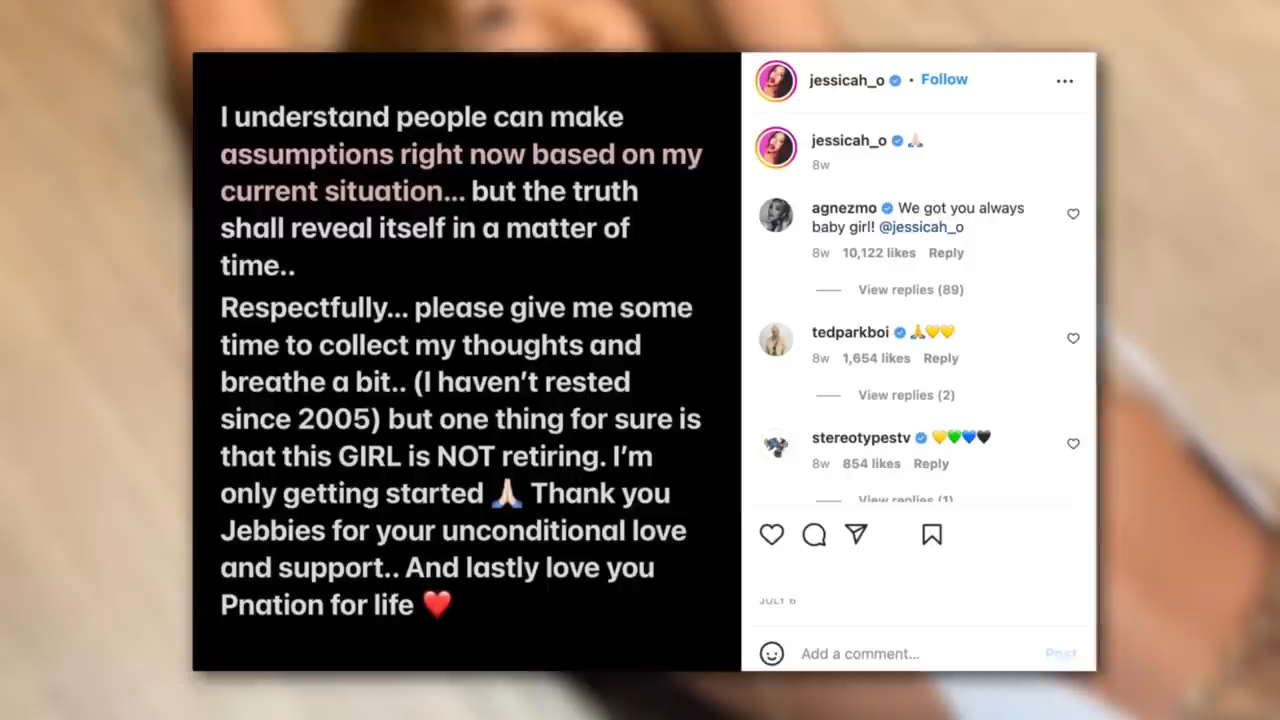 I understand people can make
assumptions right now based on my
current situation... but the truth
shall reveal itself in a matter of
time..
Respectfully... please give me some
time to collect my thoughts and
breathe a bit.. (I haven’t rested
since 2005) but one thing for sure is
that this GIRL is NOT retiring. I’m
only getting started 🙏🏻 Thank you
Jebbies for your unconditional love
and support.. And lastly love you
Pnation for life ❤️
jessicah_o • Follow
jessicah_o 🙏🏻
8w
agnezmo We got you always
baby girl! @jessicah_o
8w 10,122 likes Reply
View replies (89)
tedparkboi 🙏💛💛
8w 1,654 likes Reply
View replies (2)
stereotypestv 💛💚💙🖤
8w 854 likes Reply
View replies (1)
JULY 6
Add a comment...
Post